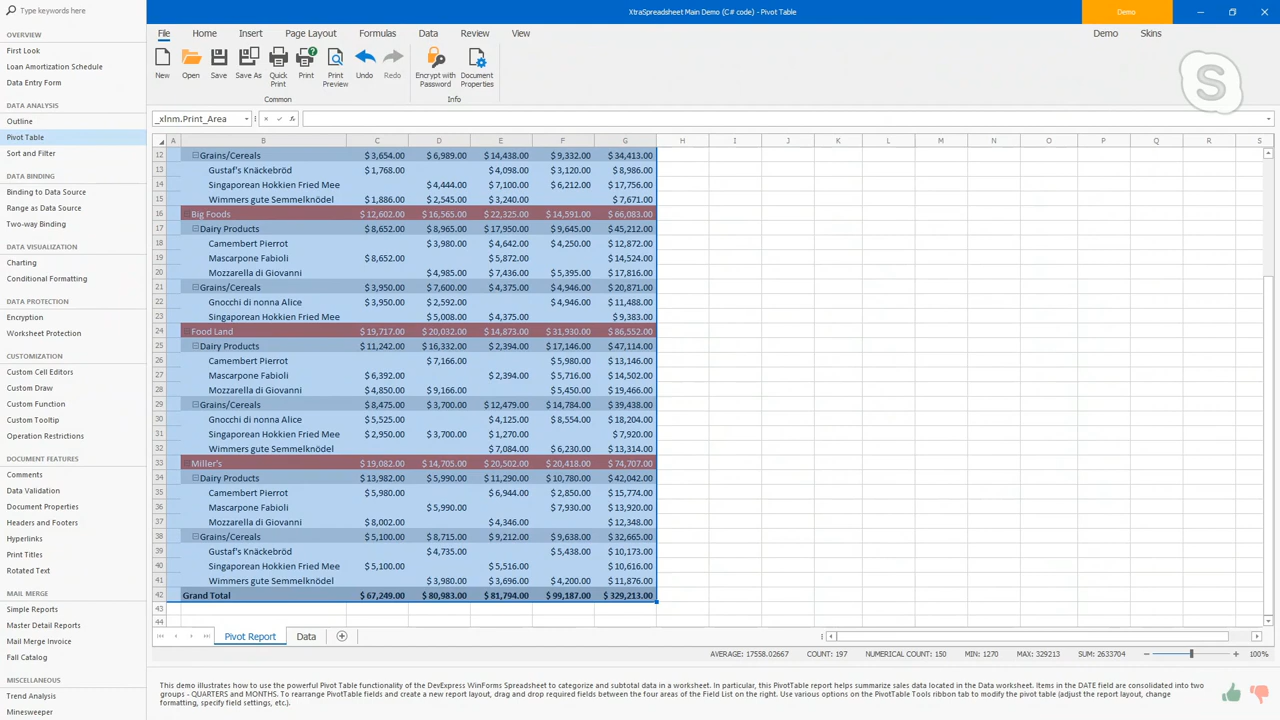 Type keywords here
XtraSpreadsheet Main Demo (C# code) - Pivot Table
Demo
OVERVIEW
First Look
Loan Amortization Schedule
Data Entry Form
DATA ANALYSIS
Outline
Pivot Table
Sort and Filter
DATA BINDING
Binding to Data Source
Range as Data Source
Two-way Binding
DATA VISUALIZATION
Charting
Conditional Formatting
DATA PROTECTION
Encryption
Worksheet Protection
CUSTOMIZATION
Custom Cell Editors
Custom Draw
Custom Function
Custom Tooltip
Operation Restrictions
DOCUMENT FEATURES
Comments
Data Validation
Document Properties
Headers and Footers
Hyperlinks
Print Titles
Rotated Text
MAIL MERGE
Simple Reports
Master Detail Reports
Mail Merge Invoice
Fall Catalog
MISCELLANEOUS
Trend Analysis
Minesweeper
File Home Insert Page Layout Formulas Data Review View Demo Skins
New Open Save Save As Quick Print Print Print Preview Undo Redo Encrypt with Password Document Properties
Common Info
S
_xlnm.Print_Area fx
A B C D E F G H I J K L M N O P Q R S
12 Grains/Cereals $ 3,654.00 $ 6,989.00 $ 14,438.00 $ 9,332.00 $ 34,413.00
13 Gustaf's Knäckebröd $ 1,768.00 $ 4,098.00 $ 3,120.00 $ 8,986.00
14 Singaporean Hokkien Fried Mee $ 4,444.00 $ 7,100.00 $ 6,212.00 $ 17,756.00
15 Wimmers gute Semmelknödel $ 1,886.00 $ 2,545.00 $ 3,240.00 $ 7,671.00
16 Big Foods $ 12,602.00 $ 16,565.00 $ 22,325.00 $ 14,591.00 $ 66,083.00
17 Dairy Products $ 8,652.00 $ 8,965.00 $ 17,950.00 $ 9,645.00 $ 45,212.00
18 Camembert Pierrot $ 3,980.00 $ 4,642.00 $ 4,250.00 $ 12,872.00
19 Mascarpone Fabioli $ 8,652.00 $ 5,872.00 $ 14,524.00
20 Mozzarella di Giovanni $ 4,985.00 $ 7,436.00 $ 5,395.00 $ 17,816.00
21 Grains/Cereals $ 3,950.00 $ 7,600.00 $ 4,375.00 $ 4,946.00 $ 20,871.00
22 Gnocchi di nonna Alice $ 3,950.00 $ 2,592.00 $ 4,946.00 $ 11,488.00
23 Singaporean Hokkien Fried Mee $ 5,008.00 $ 4,375.00 $ 9,383.00
24 Food Land $ 19,717.00 $ 20,032.00 $ 14,873.00 $ 31,930.00 $ 86,552.00
25 Dairy Products $ 11,242.00 $ 16,332.00 $ 2,394.00 $ 17,146.00 $ 47,114.00
26 Camembert Pierrot $ 7,166.00 $ 5,980.00 $ 13,146.00
27 Mascarpone Fabioli $ 6,392.00 $ 2,394.00 $ 5,716.00 $ 14,502.00
28 Mozzarella di Giovanni $ 4,850.00 $ 9,166.00 $ 5,450.00 $ 19,466.00
29 Grains/Cereals $ 8,475.00 $ 3,700.00 $ 12,479.00 $ 14,784.00 $ 39,438.00
30 Gnocchi di nonna Alice $ 5,525.00 $ 4,125.00 $ 8,554.00 $ 18,204.00
31 Singaporean Hokkien Fried Mee $ 2,950.00 $ 3,700.00 $ 1,270.00 $ 7,920.00
32 Wimmers gute Semmelknödel $ 7,084.00 $ 6,230.00 $ 13,314.00
33 Miller's $ 19,082.00 $ 14,705.00 $ 20,502.00 $ 20,418.00 $ 74,707.00
34 Dairy Products $ 13,982.00 $ 5,990.00 $ 11,290.00 $ 10,780.00 $ 42,042.00
35 Camembert Pierrot $ 5,980.00 $ 6,944.00 $ 2,850.00 $ 15,774.00
36 Mascarpone Fabioli $ 5,990.00 $ 7,930.00 $ 13,920.00
37 Mozzarella di Giovanni $ 8,002.00 $ 4,346.00 $ 12,348.00
38 Grains/Cereals $ 5,100.00 $ 8,715.00 $ 9,212.00 $ 9,638.00 $ 32,665.00
39 Gustaf's Knäckebröd $ 4,735.00 $ 5,438.00 $ 10,173.00
40 Singaporean Hokkien Fried Mee $ 5,100.00 $ 5,516.00 $ 10,616.00
41 Wimmers gute Semmelknödel $ 3,980.00 $ 3,696.00 $ 4,200.00 $ 11,876.00
42 Grand Total $ 67,249.00 $ 80,983.00 $ 81,794.00 $ 99,187.00 $ 329,213.00
43
44
Pivot Report Data
AVERAGE: 17558.02667 COUNT: 197 NUMERICAL COUNT: 150 MIN: 1270 MAX: 329213 SUM: 2633704 100%
This demo illustrates how to use the powerful Pivot Table functionality of the DevExpress WinForms Spreadsheet to categorize and subtotal data in a worksheet. In particular, this PivotTable report helps summarize sales data located in the Data worksheet. Items in the DATE field are consolidated into two
groups - QUARTERS and MONTHS. To rearrange PivotTable fields and create a new report layout, drag and drop required fields between the four areas of the Field List on the right. Use various options on the PivotTable Tools ribbon tab to modify the pivot table (adjust the report layout, change
formatting, specify field settings, etc.).